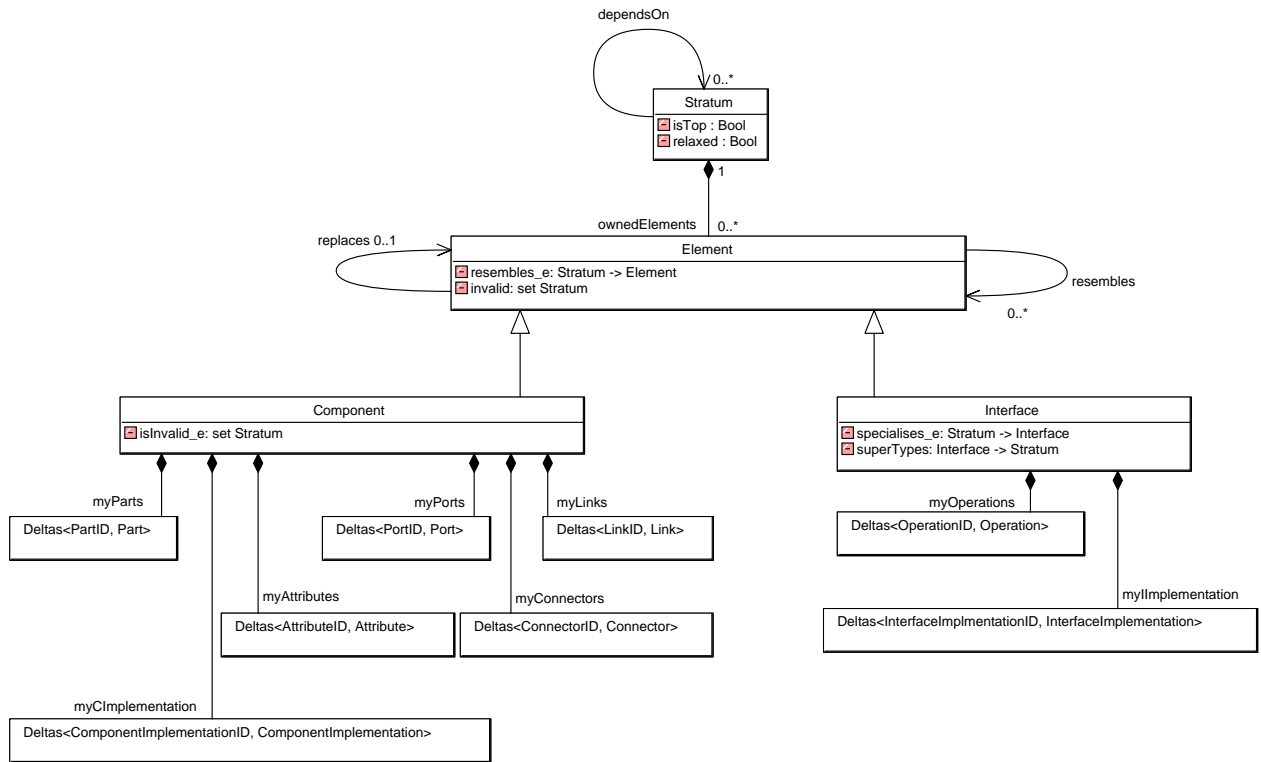 dependsOn
0..*
Stratum
isTop : Bool
relaxed : Bool
1
ownedElements
0..*
replaces 0..1
Element
resembles_e: Stratum -> Element
invalid: set Stratum
resembles
0..*
Component
isInvalid_e: set Stratum
Interface
specialises_e: Stratum -> Interface
superTypes: Interface -> Stratum
myParts
myPorts
myLinks
myOperations
Deltas<PartID, Part>
Deltas<PortID, Port>
Deltas<LinkID, Link>
Deltas<OperationID, Operation>
myAttributes
myConnectors
myIImplementation
Deltas<AttributeID, Attribute>
Deltas<ConnectorID, Connector>
Deltas<InterfaceImplmentationID, InterfaceImplementation>
myCImplementation
Deltas<ComponentImplementationID, ComponentImplementation>